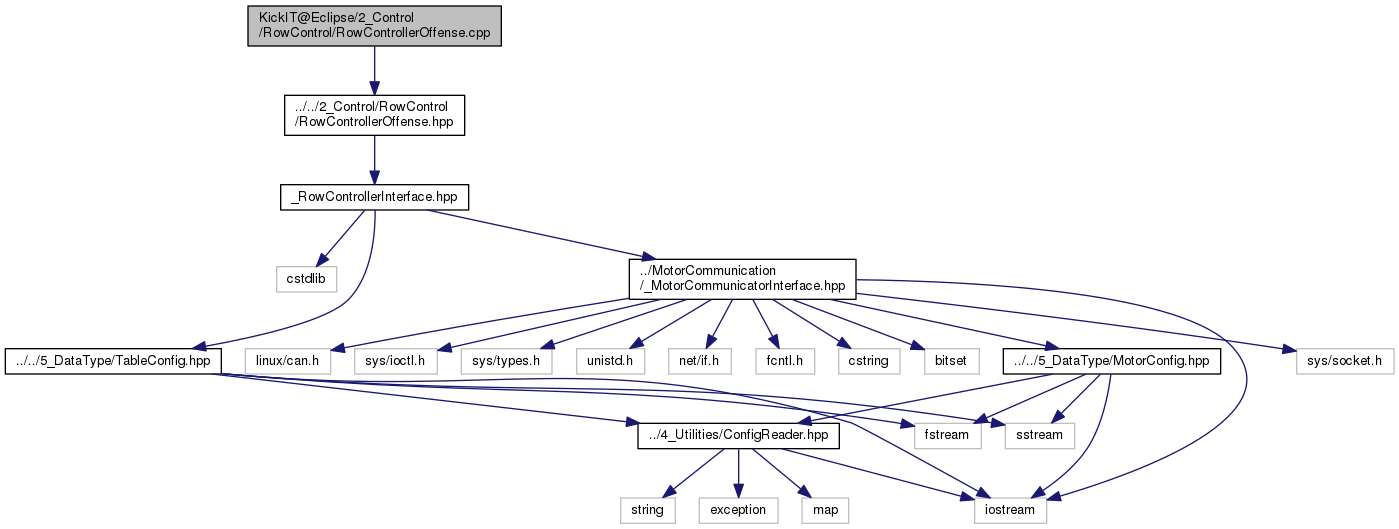 KickIT@Eclipse/2_Control
/RowControl/RowControllerOffense.cpp
../../2_Control/RowControl
/RowControllerOffense.hpp
_RowControllerInterface.hpp
cstdlib
../MotorCommunication
/_MotorCommunicatorInterface.hpp
../../5_DataType/TableConfig.hpp
linux/can.h
sys/ioctl.h
sys/types.h
unistd.h
net/if.h
fcntl.h
cstring
bitset
../../5_DataType/MotorConfig.hpp
sys/socket.h
../4_Utilities/ConfigReader.hpp
fstream
sstream
string
exception
map
iostream